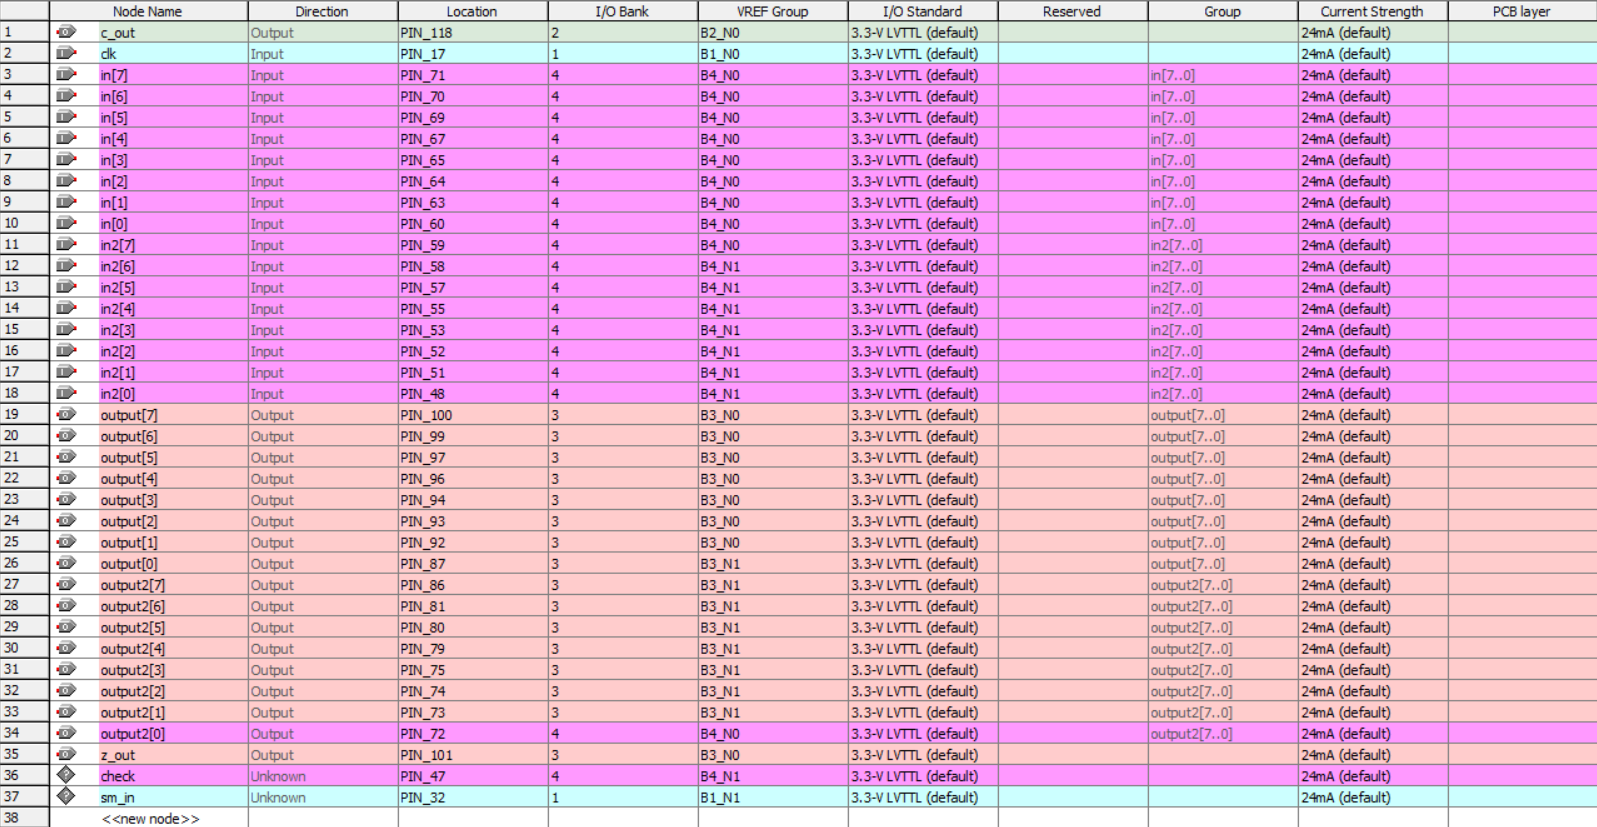 Node Name Direction Location I/O Bank VREF Group I/O Standard Reserved Group Current Strength PCB layer
1 c_out Output PIN_118 2 B2_N0 3.3-V LVTTL (default) 24mA (default)
2 clk Input PIN_17 1 B1_N0 3.3-V LVTTL (default) 24mA (default)
3 in[7] Input PIN_71 4 B4_N0 3.3-V LVTTL (default) in[7..0] 24mA (default)
4 in[6] Input PIN_70 4 B4_N0 3.3-V LVTTL (default) in[7..0] 24mA (default)
5 in[5] Input PIN_69 4 B4_N0 3.3-V LVTTL (default) in[7..0] 24mA (default)
6 in[4] Input PIN_67 4 B4_N0 3.3-V LVTTL (default) in[7..0] 24mA (default)
7 in[3] Input PIN_65 4 B4_N0 3.3-V LVTTL (default) in[7..0] 24mA (default)
8 in[2] Input PIN_64 4 B4_N0 3.3-V LVTTL (default) in[7..0] 24mA (default)
9 in[1] Input PIN_63 4 B4_N0 3.3-V LVTTL (default) in[7..0] 24mA (default)
10 in[0] Input PIN_60 4 B4_N0 3.3-V LVTTL (default) in[7..0] 24mA (default)
11 in2[7] Input PIN_59 4 B4_N0 3.3-V LVTTL (default) in2[7..0] 24mA (default)
12 in2[6] Input PIN_58 4 B4_N1 3.3-V LVTTL (default) in2[7..0] 24mA (default)
13 in2[5] Input PIN_57 4 B4_N1 3.3-V LVTTL (default) in2[7..0] 24mA (default)
14 in2[4] Input PIN_55 4 B4_N1 3.3-V LVTTL (default) in2[7..0] 24mA (default)
15 in2[3] Input PIN_53 4 B4_N1 3.3-V LVTTL (default) in2[7..0] 24mA (default)
16 in2[2] Input PIN_52 4 B4_N1 3.3-V LVTTL (default) in2[7..0] 24mA (default)
17 in2[1] Input PIN_51 4 B4_N1 3.3-V LVTTL (default) in2[7..0] 24mA (default)
18 in2[0] Input PIN_48 4 B4_N1 3.3-V LVTTL (default) in2[7..0] 24mA (default)
19 output[7] Output PIN_100 3 B3_N0 3.3-V LVTTL (default) output[7..0] 24mA (default)
20 output[6] Output PIN_99 3 B3_N0 3.3-V LVTTL (default) output[7..0] 24mA (default)
21 output[5] Output PIN_97 3 B3_N0 3.3-V LVTTL (default) output[7..0] 24mA (default)
22 output[4] Output PIN_96 3 B3_N0 3.3-V LVTTL (default) output[7..0] 24mA (default)
23 output[3] Output PIN_94 3 B3_N0 3.3-V LVTTL (default) output[7..0] 24mA (default)
24 output[2] Output PIN_93 3 B3_N0 3.3-V LVTTL (default) output[7..0] 24mA (default)
25 output[1] Output PIN_92 3 B3_N0 3.3-V LVTTL (default) output[7..0] 24mA (default)
26 output[0] Output PIN_87 3 B3_N1 3.3-V LVTTL (default) output[7..0] 24mA (default)
27 output2[7] Output PIN_86 3 B3_N1 3.3-V LVTTL (default) output2[7..0] 24mA (default)
28 output2[6] Output PIN_81 3 B3_N1 3.3-V LVTTL (default) output2[7..0] 24mA (default)
29 output2[5] Output PIN_80 3 B3_N1 3.3-V LVTTL (default) output2[7..0] 24mA (default)
30 output2[4] Output PIN_79 3 B3_N1 3.3-V LVTTL (default) output2[7..0] 24mA (default)
31 output2[3] Output PIN_75 3 B3_N1 3.3-V LVTTL (default) output2[7..0] 24mA (default)
32 output2[2] Output PIN_74 3 B3_N1 3.3-V LVTTL (default) output2[7..0] 24mA (default)
33 output2[1] Output PIN_73 3 B3_N1 3.3-V LVTTL (default) output2[7..0] 24mA (default)
34 output2[0] Output PIN_72 4 B4_N0 3.3-V LVTTL (default) output2[7..0] 24mA (default)
35 z_out Output PIN_101 3 B3_N0 3.3-V LVTTL (default) 24mA (default)
36 check Unknown PIN_47 4 B4_N1 3.3-V LVTTL (default) 24mA (default)
37 sm_in Unknown PIN_32 1 B1_N1 3.3-V LVTTL (default) 24mA (default)
38 <<new node>>